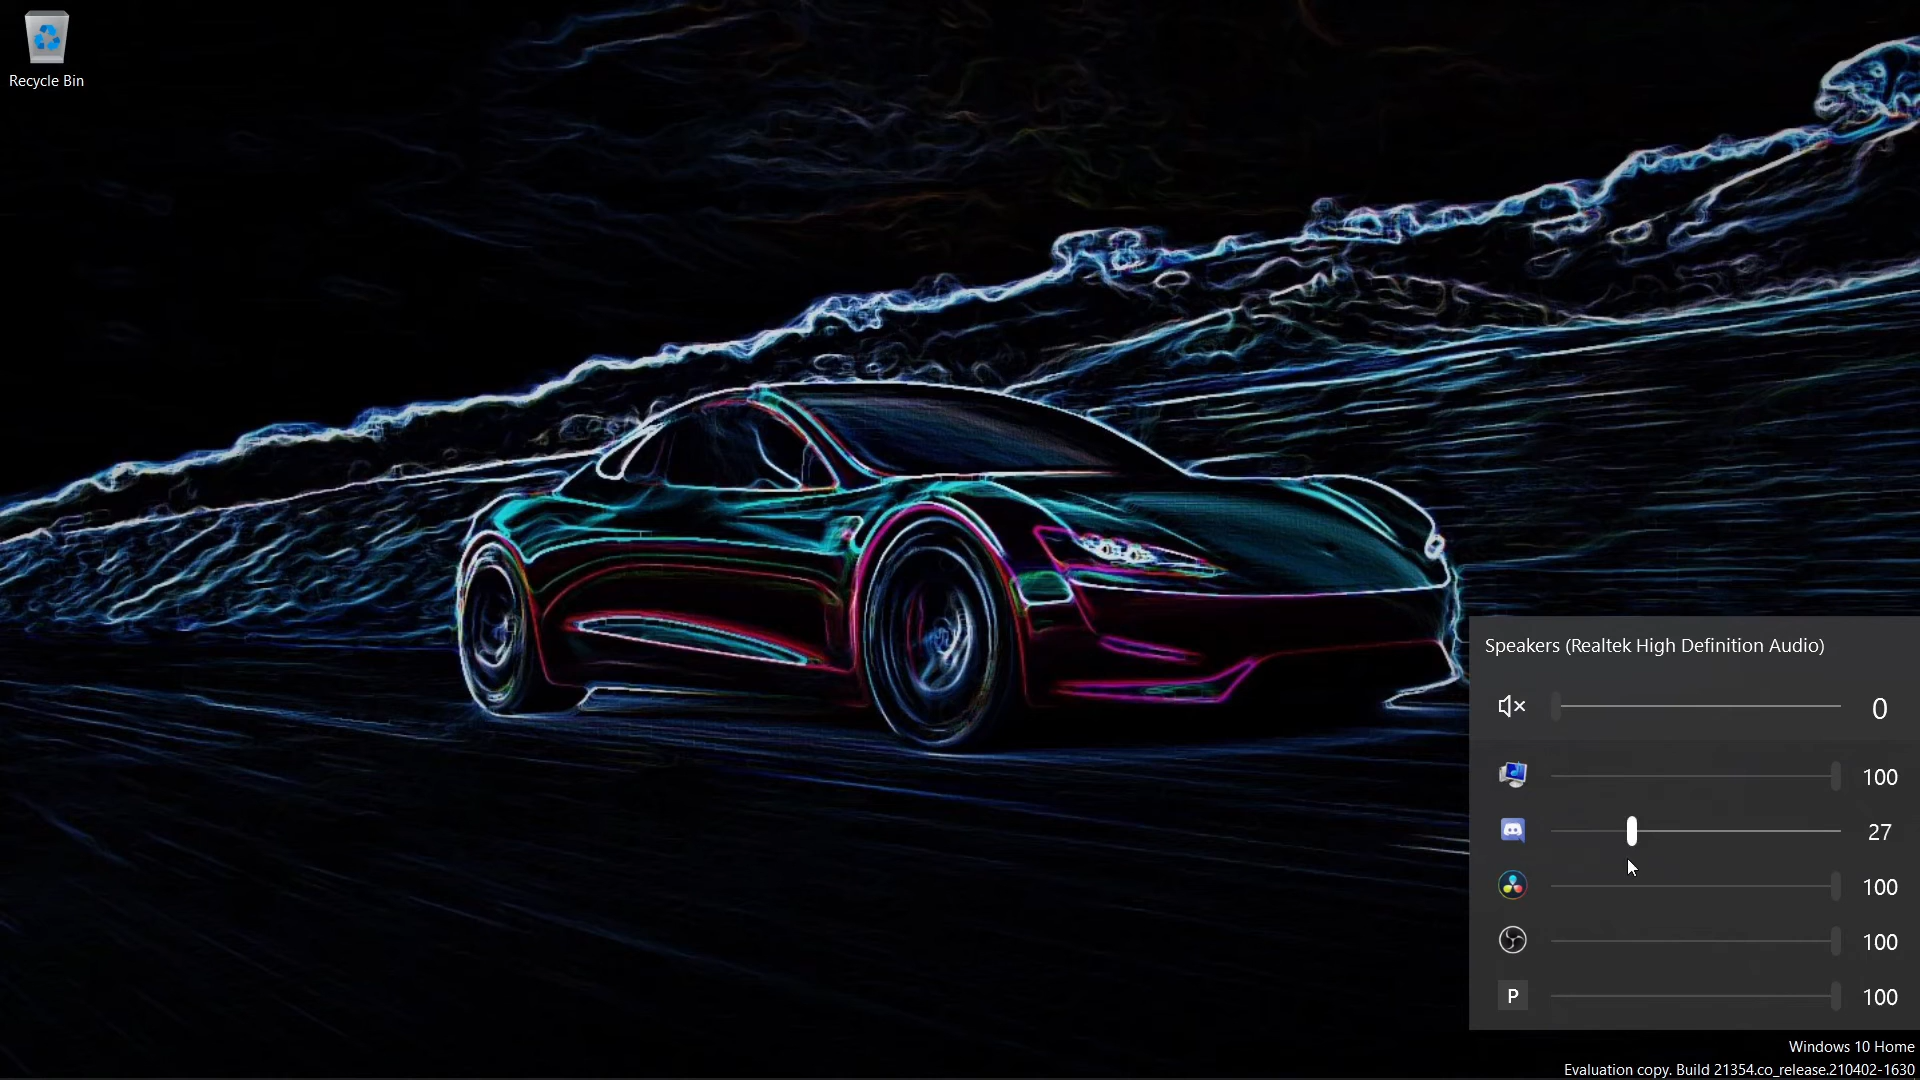 Recycle Bin
Speakers (Realtek High Definition Audio)
0
100
27
100
100
P 100
Windows 10 Home
Evaluation copy. Build 21354.co_release.210402-1630